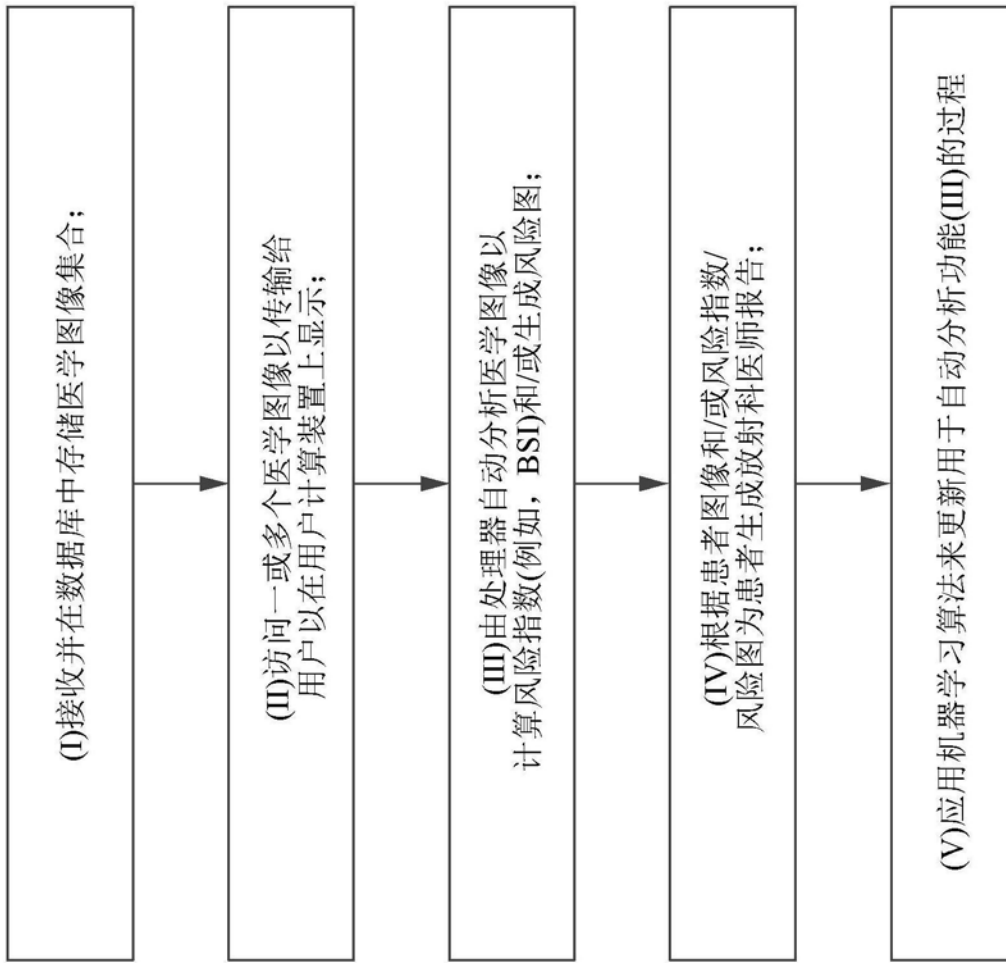 (I)接收并在数据库中存储医学图像集合；
(II)访问一或多个医学图像以传输给
用户以在用户计算装置上显示；
(III)由处理器自动分析医学图像以
计算风险指数(例如，BSI)和/或生成风险图；
(IV)根据患者图像和/或风险指数/
风险图为患者生成放射科医师报告；
(V)应用机器学习算法来更新用于自动分析功能(III)的过程